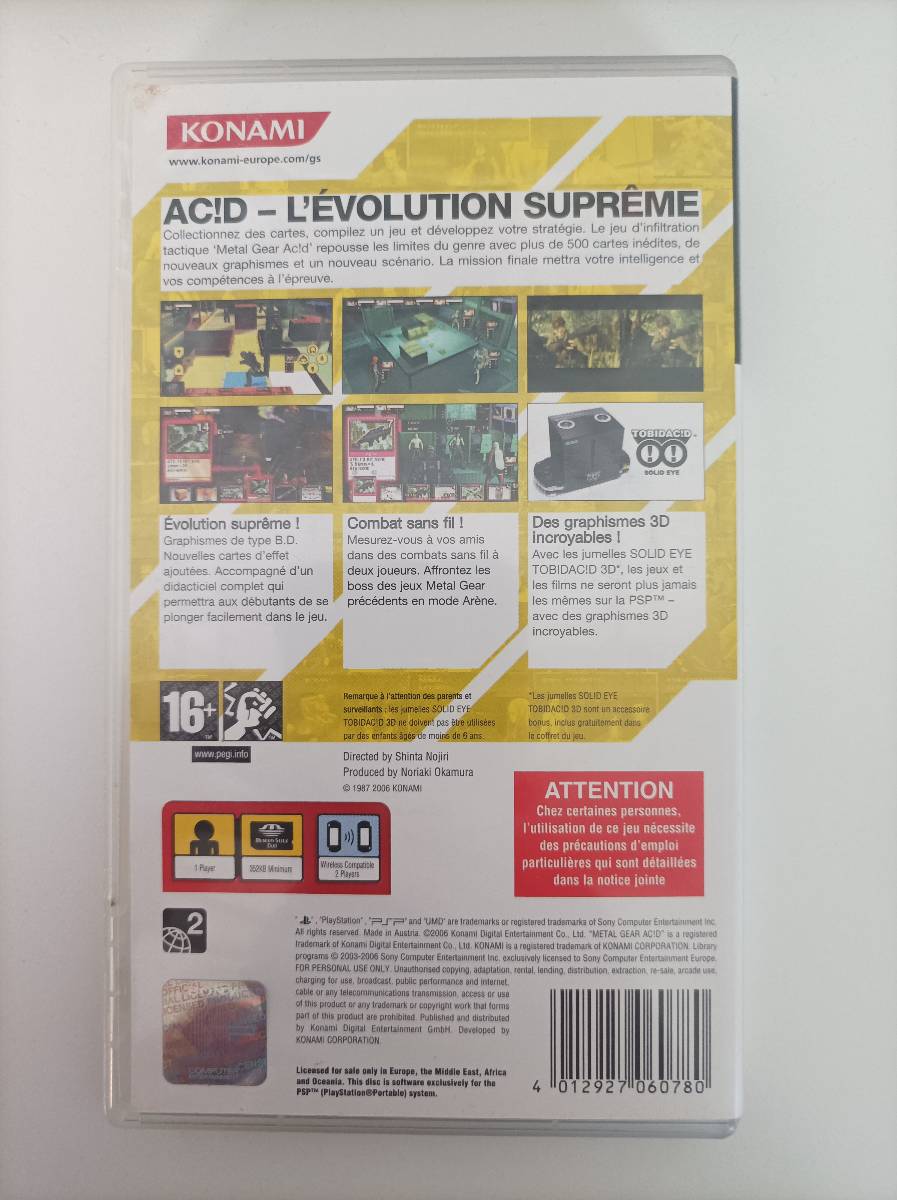 KONAMI
www.konami-europe.com/gs
AC!D – L'ÉVOLUTION SUPRÊME
Collectionnez des cartes, compilez un jeu et développez votre stratégie. Le jeu d'infiltration
tactique 'Metal Gear Ac!d' repousse les limites du genre avec plus de 500 cartes inédites, de
nouveaux graphismes et un nouveau scénario. La mission finale mettra votre intelligence et
vos compétences à l'épreuve.
14
TOBIDAC!D™
SOLID EYE
Évolution suprême !
Graphismes de type B.D.
Nouvelles cartes d'effet
ajoutées. Accompagné d'un
didacticiel complet qui
permettra aux débutants de se
plonger facilement dans le jeu.
Combat sans fil !
Mesurez-vous à vos amis
dans des combats sans fil à
deux joueurs. Affrontez les
boss des jeux Metal Gear
précédents en mode Arène.
Des graphismes 3D
incroyables !
Avec les jumelles SOLID EYE
TOBIDAC!D 3D*, les jeux et
les films ne seront plus jamais
les mêmes sur la PSP™ –
avec des graphismes 3D
incroyables.
16+
www.pegi.info
Remarque à l'attention des parents et
surveillants : les jumelles SOLID EYE
TOBIDAC!D 3D ne doivent pas être utilisées
par des enfants âgés de moins de 6 ans.
*Les jumelles SOLID EYE
TOBIDAC!D 3D sont un accessoire
bonus, inclus gratuitement dans
le coffret du jeu.
Directed by Shinta Nojiri
Produced by Noriaki Okamura
© 1987 2006 KONAMI
ATTENTION
Chez certaines personnes,
l'utilisation de ce jeu nécessite
des précautions d'emploi
particulières qui sont détaillées
dans la notice jointe
1 Player
Memory Stick
Duo
352KB Minimum
Wireless Compatible
2 Players
2
"PlayStation", "PSP" and "UMD" are trademarks or registered trademarks of Sony Computer Entertainment Inc.
All rights reserved. Made in Austria. ©2006 Konami Digital Entertainment Co., Ltd. "METAL GEAR AC!D" is a registered
trademark of Konami Digital Entertainment Co., Ltd. KONAMI is a registered trademark of KONAMI CORPORATION. Library
programs © 2003-2006 Sony Computer Entertainment Inc. exclusively licensed to Sony Computer Entertainment Europe.
FOR PERSONAL USE ONLY. Unauthorised copying, adaptation, rental, lending, distribution, extraction, re-sale, arcade use,
charging for use, broadcast, public performance and internet,
cable or any telecommunications transmission, access or use
of this product or any trademark or copyright work that forms
part of this product are prohibited. Published and distributed
by Konami Digital Entertainment GmbH. Developed by
KONAMI CORPORATION.
COMPUTER
ENTERTAINMENT
Licensed for sale only in Europe, the Middle East, Africa
and Oceania. This disc is software exclusively for the
PSP™ (PlayStation®Portable) system.
4 012927 060780